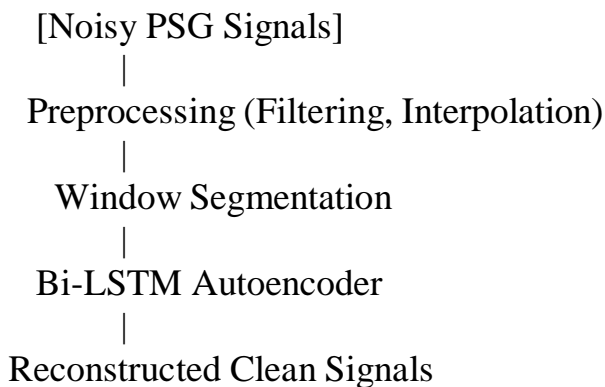 [Noisy PSG Signals]
|
Preprocessing (Filtering, Interpolation)
|
Window Segmentation
|
Bi-LSTM Autoencoder
|
Reconstructed Clean Signals